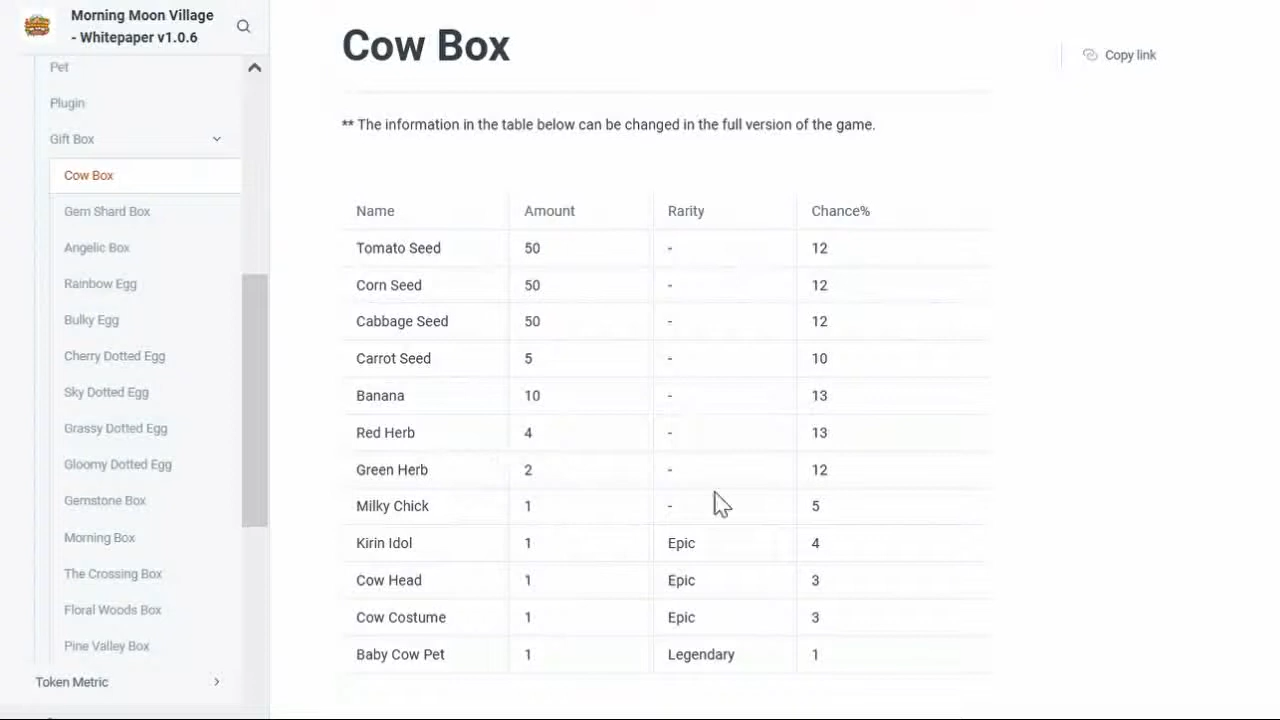 Morning Moon Village
- Whitepaper v1.0.6
Pet
Plugin
Gift Box
Cow Box
Gem Shard Box
Angelic Box
Rainbow Egg
Bulky Egg
Cherry Dotted Egg
Sky Dotted Egg
Grassy Dotted Egg
Gloomy Dotted Egg
Gemstone Box
Morning Box
The Crossing Box
Floral Woods Box
Pine Valley Box
Token Metric
Cow Box
Copy link
** The information in the table below can be changed in the full version of the game.
Name Amount Rarity Chance%
Tomato Seed 50 - 12
Corn Seed 50 - 12
Cabbage Seed 50 - 12
Carrot Seed 5 - 10
Banana 10 - 13
Red Herb 4 - 13
Green Herb 2 - 12
Milky Chick 1 - 5
Kirin Idol 1 Epic 4
Cow Head 1 Epic 3
Cow Costume 1 Epic 3
Baby Cow Pet 1 Legendary 1